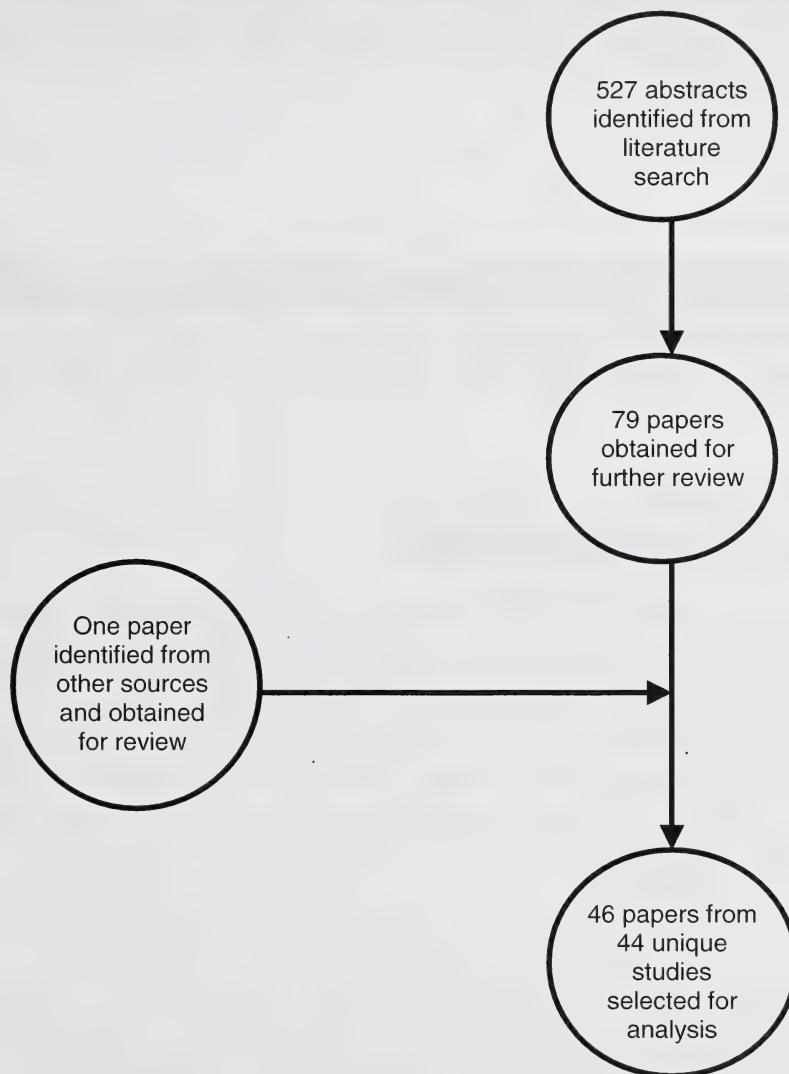 527 abstracts
identified from
literature
search
79 papers
obtained for
further review
One paper
identified from
other sources
and obtained
for review
46 papers from
44 unique
studies
selected for
analysis